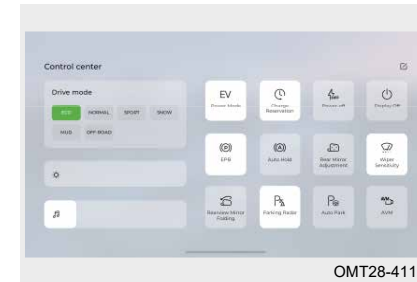 Control center
Drive mode
ECO NORMAL SPORT SNOW
MUD OFF-ROAD
EV
Power Mode
Charge Reservation
Power off
Display Off
EPB
Auto Hold
Rear Mirror Adjustment
Wiper Sensitivity
Rearview Mirror Folding
Parking Radar
Auto Park
AVM
OMT28-411